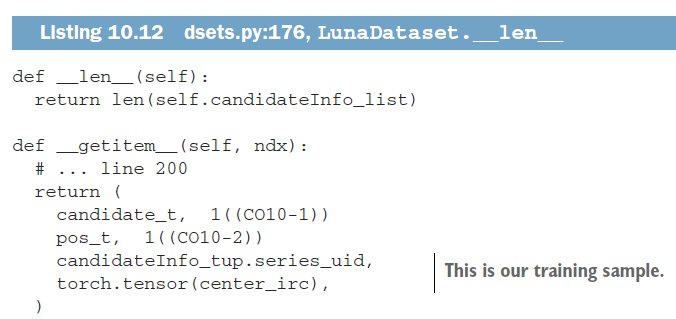 Listing 10.12 dsets.py:176, LunaDataset.__len__
def __len__(self):
  return len(self.candidateInfo_list)

def __getitem__(self, ndx):
  # ... line 200
  return (
    candidate_t,  1((CO10-1))
    pos_t,  1((CO10-2))
    candidateInfo_tup.series_uid,
    torch.tensor(center_irc),
  )
This is our training sample.